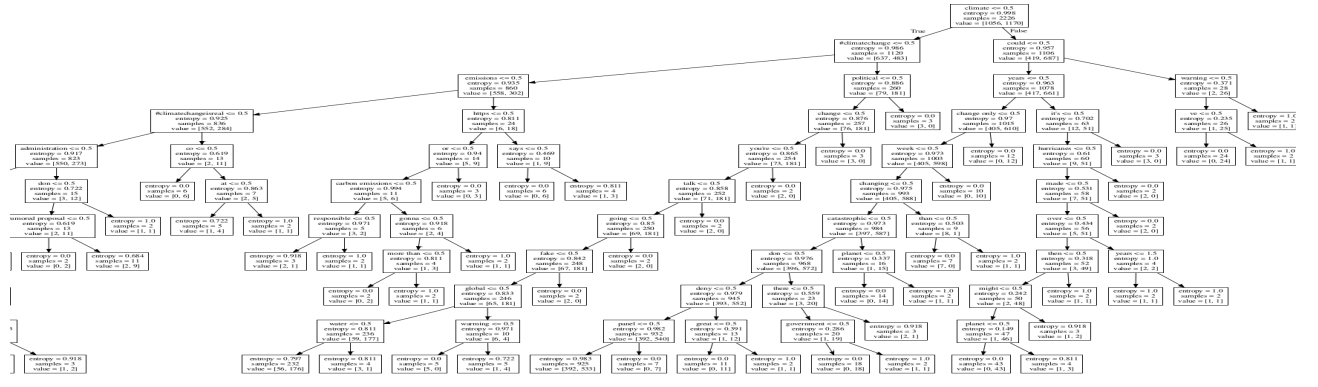 climate <= 0.5
entropy = 0.998
samples = 2226
value = [1056, 1170]
True
False
#climatechange <= 0.5
entropy = 0.986
samples = 1120
value = [637, 483]
could <= 0.5
entropy = 0.957
samples = 1106
value = [419, 687]
emissions <= 0.5
entropy = 0.935
samples = 860
value = [558, 302]
political <= 0.5
entropy = 0.886
samples = 260
value = [79, 181]
years <= 0.5
entropy = 0.963
samples = 1078
value = [417, 661]
warning <= 0.5
entropy = 0.371
samples = 28
value = [2, 26]
#climatechangeisreal <= 0.5
entropy = 0.925
samples = 836
value = [552, 284]
https <= 0.5
entropy = 0.811
samples = 24
value = [6, 18]
change <= 0.5
entropy = 0.876
samples = 257
value = [76, 181]
entropy = 0.0
samples = 3
value = [3, 0]
change only <= 0.5
entropy = 0.97
samples = 1015
value = [405, 610]
it's <= 0.5
entropy = 0.702
samples = 63
value = [12, 51]
ve <= 0.5
entropy = 0.235
samples = 26
value = [1, 25]
administration <= 0.5
entropy = 0.917
samples = 823
value = [550, 273]
co <= 0.5
entropy = 0.619
samples = 13
value = [2, 11]
or <= 0.5
entropy = 0.94
samples = 14
value = [5, 9]
says <= 0.5
entropy = 0.469
samples = 10
value = [1, 9]
you're <= 0.5
entropy = 0.865
samples = 254
value = [73, 181]
entropy = 0.0
samples = 3
value = [3, 0]
week <= 0.5
entropy = 0.973
samples = 1003
value = [405, 598]
entropy = 0.0
samples = 12
value = [0, 12]
hurricanes <= 0.5
entropy = 0.61
samples = 60
value = [9, 51]
entropy = 0.0
samples = 3
value = [3, 0]
entropy = 0.0
samples = 24
value = [0, 24]
entropy = 1.0
samples = 2
value = [1, 1]
don <= 0.5
entropy = 0.722
samples = 15
value = [3, 12]
entropy = 0.0
samples = 6
value = [0, 6]
at <= 0.5
entropy = 0.863
samples = 7
value = [2, 5]
carbon emissions <= 0.5
entropy = 0.994
samples = 11
value = [5, 6]
entropy = 0.0
samples = 3
value = [0, 3]
entropy = 0.0
samples = 6
value = [0, 6]
entropy = 0.811
samples = 4
value = [1, 3]
talk <= 0.5
entropy = 0.858
samples = 252
value = [71, 181]
entropy = 0.0
samples = 2
value = [2, 0]
changing <= 0.5
entropy = 0.975
samples = 993
value = [405, 588]
entropy = 0.0
samples = 10
value = [0, 10]
made <= 0.5
entropy = 0.531
samples = 58
value = [7, 51]
entropy = 0.0
samples = 2
value = [2, 0]
proposal <= 0.5
entropy = 0.619
samples = 13
value = [2, 11]
entropy = 1.0
samples = 2
value = [1, 1]
entropy = 0.722
samples = 5
value = [1, 4]
entropy = 1.0
samples = 2
value = [1, 1]
responsible <= 0.5
entropy = 0.971
samples = 5
value = [3, 2]
gonna <= 0.5
entropy = 0.918
samples = 6
value = [2, 4]
going <= 0.5
entropy = 0.85
samples = 250
value = [69, 181]
entropy = 0.0
samples = 2
value = [2, 0]
catastrophic <= 0.5
entropy = 0.973
samples = 984
value = [397, 587]
than <= 0.5
entropy = 0.503
samples = 9
value = [8, 1]
over <= 0.5
entropy = 0.434
samples = 56
value = [5, 51]
entropy = 0.0
samples = 2
value = [2, 0]
entropy = 0.0
samples = 2
value = [0, 2]
entropy = 0.684
samples = 11
value = [2, 9]
entropy = 0.918
samples = 3
value = [2, 1]
entropy = 1.0
samples = 2
value = [1, 1]
more than <= 0.5
entropy = 0.811
samples = 4
value = [1, 3]
entropy = 1.0
samples = 2
value = [1, 1]
fake <= 0.5
entropy = 0.842
samples = 248
value = [67, 181]
entropy = 0.0
samples = 2
value = [2, 0]
don <= 0.5
entropy = 0.976
samples = 968
value = [396, 572]
planet <= 0.5
entropy = 0.337
samples = 16
value = [1, 15]
entropy = 0.0
samples = 7
value = [7, 0]
entropy = 1.0
samples = 2
value = [1, 1]
then <= 0.5
entropy = 0.318
samples = 52
value = [3, 49]
years <= 1.5
entropy = 1.0
samples = 4
value = [2, 2]
entropy = 0.0
samples = 2
value = [0, 2]
entropy = 1.0
samples = 2
value = [1, 1]
global <= 0.5
entropy = 0.833
samples = 246
value = [65, 181]
entropy = 0.0
samples = 2
value = [2, 0]
deny <= 0.5
entropy = 0.979
samples = 945
value = [393, 552]
there <= 0.5
entropy = 0.559
samples = 23
value = [3, 20]
entropy = 0.0
samples = 14
value = [0, 14]
entropy = 1.0
samples = 2
value = [1, 1]
might <= 0.5
entropy = 0.242
samples = 50
value = [2, 48]
entropy = 1.0
samples = 2
value = [1, 1]
entropy = 1.0
samples = 2
value = [1, 1]
entropy = 1.0
samples = 2
value = [1, 1]
water <= 0.5
entropy = 0.811
samples = 236
value = [59, 177]
warming <= 0.5
entropy = 0.971
samples = 10
value = [6, 4]
panel <= 0.5
entropy = 0.982
samples = 932
value = [392, 540]
great <= 0.5
entropy = 0.391
samples = 13
value = [1, 12]
government <= 0.5
entropy = 0.286
samples = 20
value = [1, 19]
entropy = 0.918
samples = 3
value = [2, 1]
planet <= 0.5
entropy = 0.149
samples = 47
value = [1, 46]
entropy = 0.918
samples = 3
value = [1, 2]
entropy = 0.918
samples = 3
value = [1, 2]
entropy = 0.797
samples = 232
value = [56, 176]
entropy = 0.811
samples = 4
value = [3, 1]
entropy = 0.0
samples = 5
value = [5, 0]
entropy = 0.722
samples = 5
value = [1, 4]
entropy = 0.983
samples = 925
value = [392, 533]
entropy = 0.0
samples = 7
value = [0, 7]
entropy = 0.0
samples = 11
value = [0, 11]
entropy = 1.0
samples = 2
value = [1, 1]
entropy = 0.0
samples = 18
value = [0, 18]
entropy = 1.0
samples = 2
value = [1, 1]
entropy = 0.0
samples = 43
value = [0, 43]
entropy = 0.811
samples = 4
value = [1, 3]